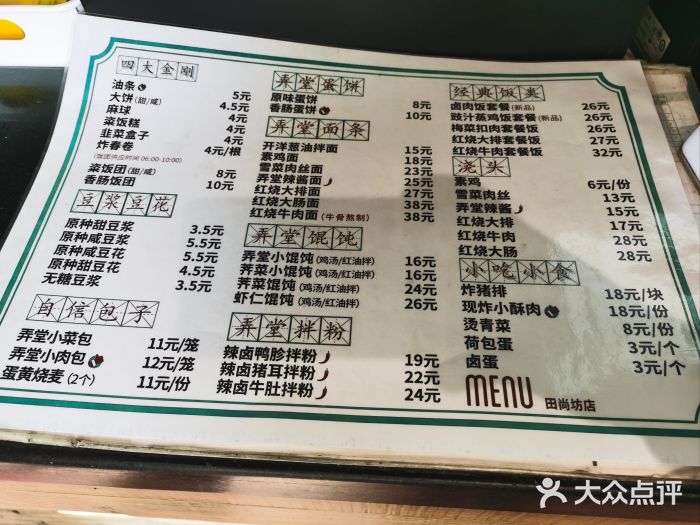 四大金刚
油条 5元
大饼(甜/咸) 4.5元
麻球 4元
粢饭糕 4元
韭菜盒子 4元
炸春卷 4元/根
(饭团供应时间 06:00-10:00)
粢饭团(甜/咸) 8元
香肠饭团 10元
豆浆豆花
原种甜豆浆 3.5元
原种咸豆浆 5.5元
原种咸豆花 5.5元
原种甜豆花 4.5元
无糖豆浆 3.5元
自信包子
弄堂小菜包 11元/笼
弄堂小肉包 12元/笼
蛋黄烧麦(2个) 11元/份
弄堂蛋饼
原味蛋饼 8元
香肠蛋饼 10元
弄堂面条
开洋葱油拌面 15元
素鸡面 18元
雪菜肉丝面 23元
弄堂辣酱面 25元
红烧大排面 27元
红烧大肠面 38元
红烧牛肉面(牛骨熬制) 38元
弄堂馄饨
弄堂小馄饨(鸡汤/红油拌) 16元
荠菜小馄饨(鸡汤/红油拌) 16元
荠菜馄饨(鸡汤/红油拌) 24元
虾仁馄饨(鸡汤/红油拌) 26元
弄堂拌粉
辣卤鸭胗拌粉 19元
辣卤猪耳拌粉 22元
辣卤牛肚拌粉 24元
经典饭类
卤肉饭套餐(新品) 26元
豉汁蒸鸡饭套餐(新品) 26元
梅菜扣肉套餐饭 26元
红烧大排套餐饭 27元
红烧牛肉套餐饭 32元
浇头
素鸡 6元/份
雪菜肉丝 13元
弄堂辣酱 15元
红烧大排 17元
红烧牛肉 28元
红烧大肠 28元
小吃小食
炸猪排 18元/块
现炸小酥肉 18元/份
烫青菜 8元/份
荷包蛋 3元/个
卤蛋 3元/个
MENU 田尚坊店
大众点评